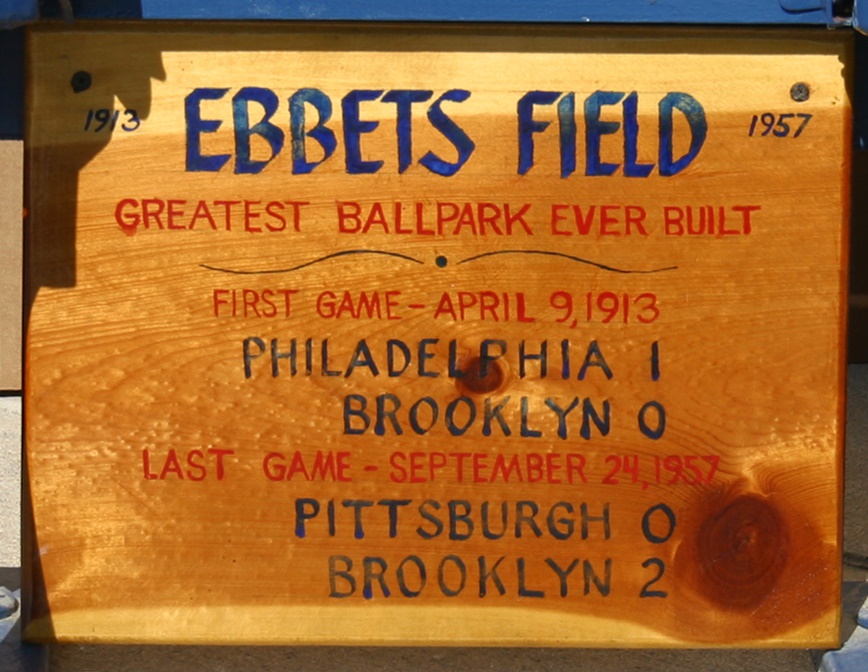 EBBETS FIELD
1913 1957
GREATEST BALLPARK EVER BUILT
FIRST GAME - APRIL 9, 1913
PHILADELPHIA 1
BROOKLYN 0
LAST GAME - SEPTEMBER 24, 1957
PITTSBURGH 0
BROOKLYN 2